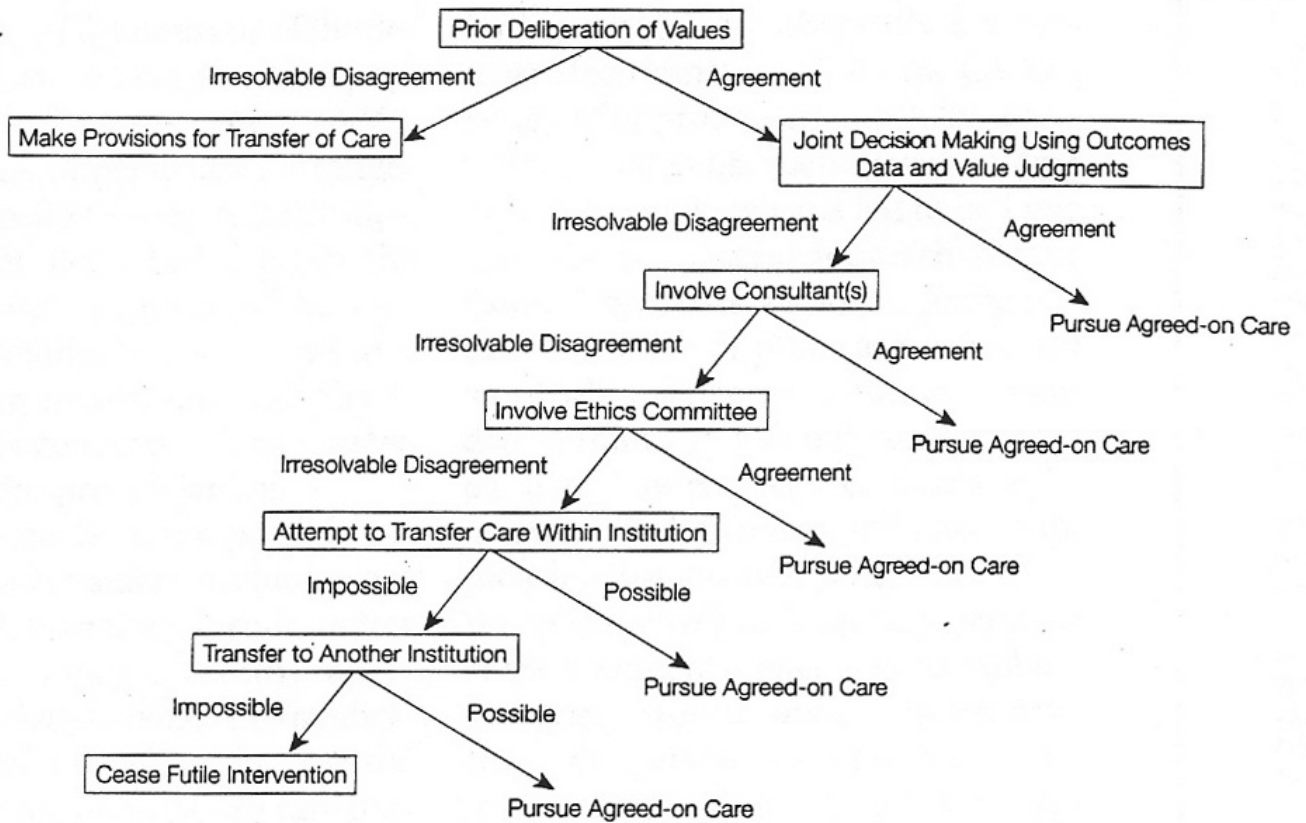 Prior Deliberation of Values
Irresolvable Disagreement
Agreement
Make Provisions for Transfer of Care
Joint Decision Making Using Outcomes
Data and Value Judgments
Irresolvable Disagreement
Agreement
Involve Consultant(s)
Pursue Agreed-on Care
Irresolvable Disagreement
Agreement
Involve Ethics Committee
Pursue Agreed-on Care
Irresolvable Disagreement
Agreement
Attempt to Transfer Care Within Institution
Pursue Agreed-on Care
Impossible
Possible
Transfer to Another Institution
Pursue Agreed-on Care
Impossible
Possible
Cease Futile Intervention
Pursue Agreed-on Care